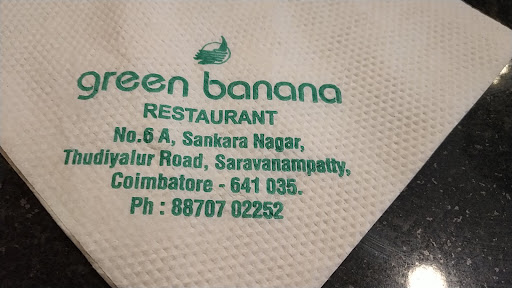 green banana
RESTAURANT
No.6 A, Sankara Nagar,
Thudiyalur Road, Saravanampatty,
Coimbatore - 641 035.
Ph : 88707 02252